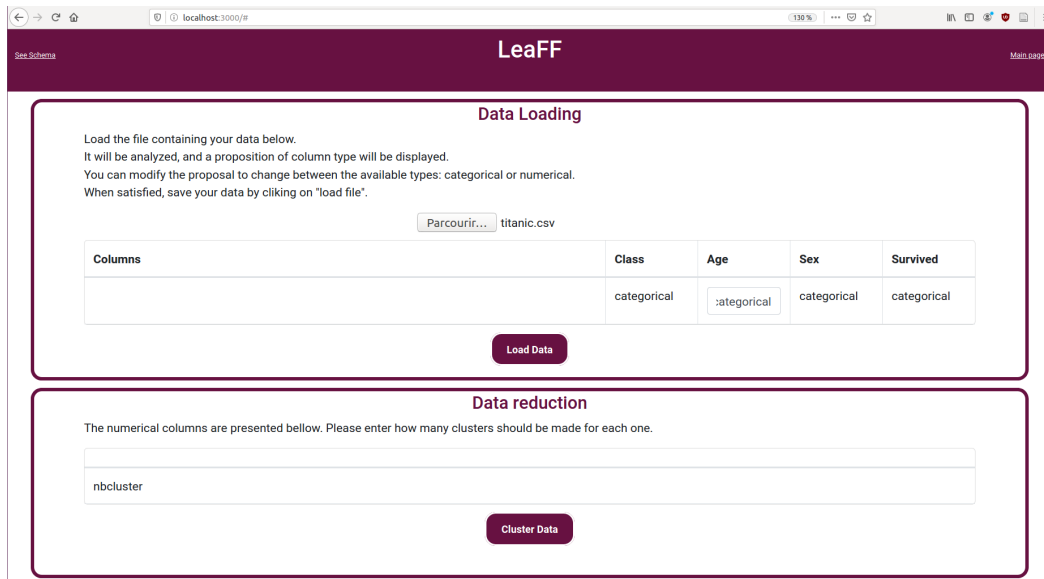 localhost:3000/#
130 %
See Schema
LeaFF
Main page
Data Loading
Load the file containing your data below.
It will be analyzed, and a proposition of column type will be displayed.
You can modify the proposal to change between the available types: categorical or numerical.
When satisfied, save your data by cliking on "load file".
Parcourir... titanic.csv
Columns Class Age Sex Survived
categorical :ategorical categorical categorical
Load Data
Data reduction
The numerical columns are presented bellow. Please enter how many clusters should be made for each one.
nbcluster
Cluster Data